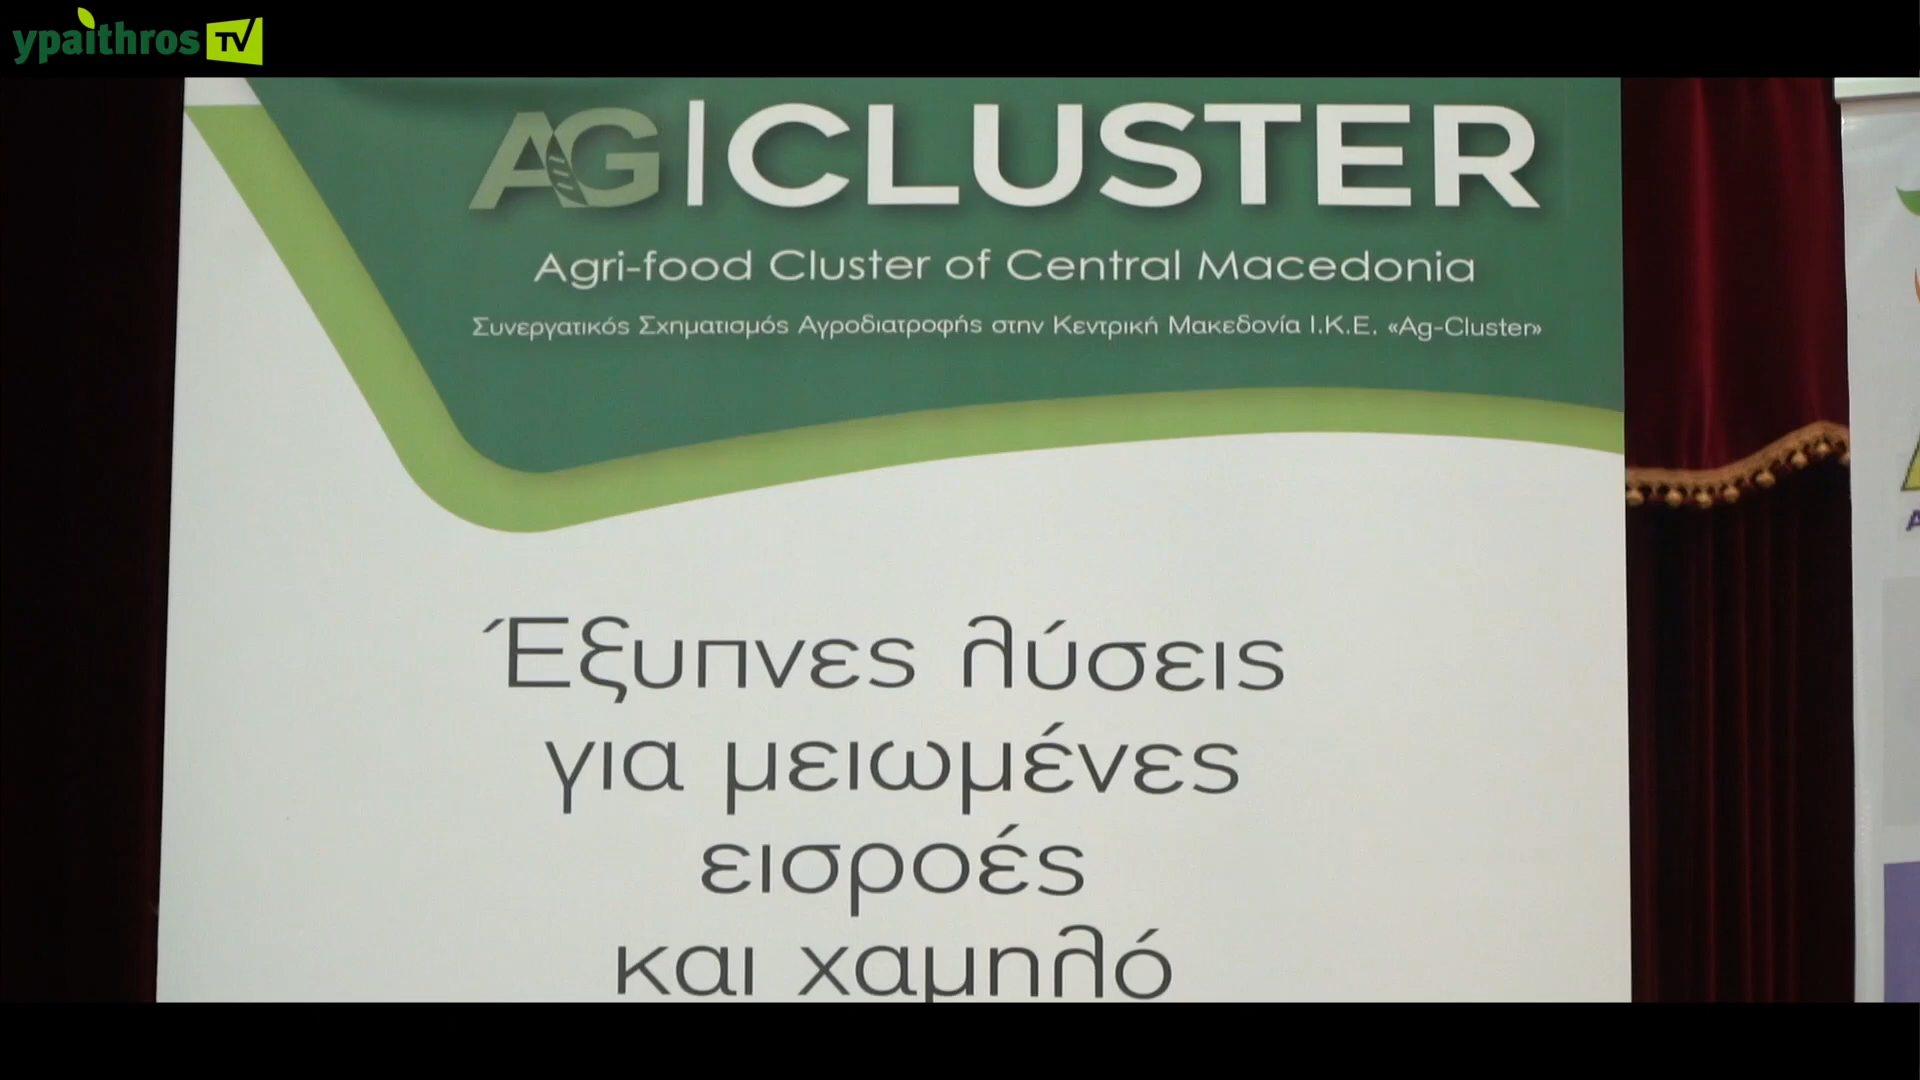 ypaithros TV
AG|CLUSTER
Agri-food Cluster of Central Macedonia
Συνεργατικός Σχηματισμός Αγροδιατροφής στην Κεντρική Μακεδονία Ι.Κ.Ε. «Ag-Cluster»
Έξυπνες λύσεις
για μειωμένες
εισροές
και χαμηλό